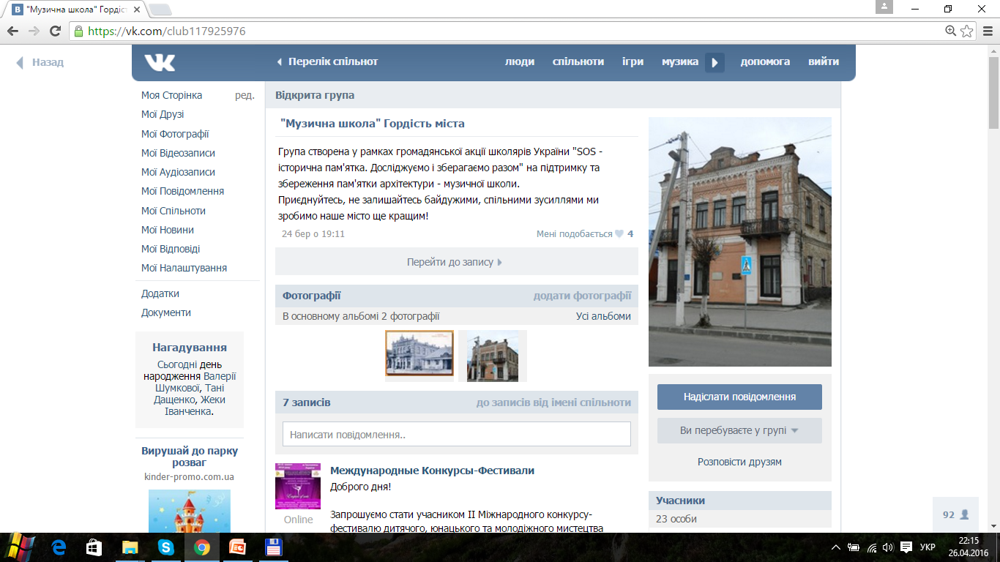 "Музична школа" Гордіст
https://vk.com/club117925976
Назад
Перелік спільнот
люди
спільноти
ігри
музика
допомога
вийти
Моя Сторінка
ред.
Мої Друзі
Мої Фотографії
Мої Відеозаписи
Мої Аудіозаписи
Мої Повідомлення
Мої Спільноти
Мої Новини
Мої Відповіді
Мої Налаштування
Додатки
Документи
Нагадування
Сьогодні день
народження Валерії
Шумкової, Тані
Дащенко, Жеки
Іванченка.
Вирушай до парку
розваг
kinder-promo.com.ua
Відкрита група
"Музична школа" Гордість міста
Група створена у рамках громадянської акції школярів України "SOS -
історична пам'ятка. Досліджуємо і зберагаємо разом" на підтримку та
збереження пам'ятки архітектури - музичної школи.
Приєднуйтесь, не залишайтесь байдужими, спільними зусиллями ми
зробимо наше місто ще кращим!
24 бер о 19:11
Мені подобається 4
Перейти до запису
Фотографії
додати фотографії
В основному альбомі 2 фотографії
Усі альбоми
7 записів
до записів від імені спільноти
Написати повідомлення..
Международные Конкурсы-Фестивали
Доброго дня!
Запрошуємо стати учасником II Міжнародного конкурсу-
фестивалю дитячого, юнацького та молодіжного мистецтва
Online
Надіслати повідомлення
Ви перебуваєте у групі
Розповісти друзям
Учасники
23 особи
92
УКР
22:15
26.04.2016